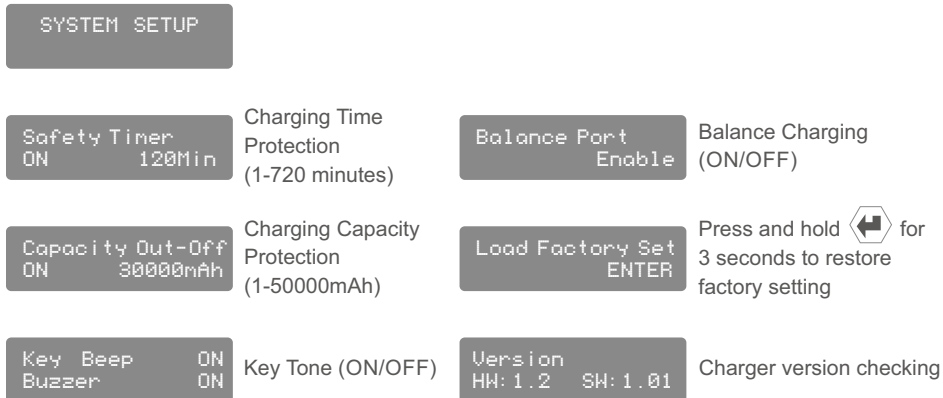 SYSTEM SETUP
Safety Timer
ON 120Min
Charging Time
Protection
(1-720 minutes)
Balance Port
Enable
Balance Charging
(ON/OFF)
Capacity Out-Off
ON 30000mAh
Charging Capacity
Protection
(1-50000mAh)
Load Factory Set
ENTER
Press and hold for
3 seconds to restore
factory setting
Key Beep ON
Buzzer ON
Key Tone (ON/OFF)
Version
HW:1.2 SW:1.01
Charger version checking